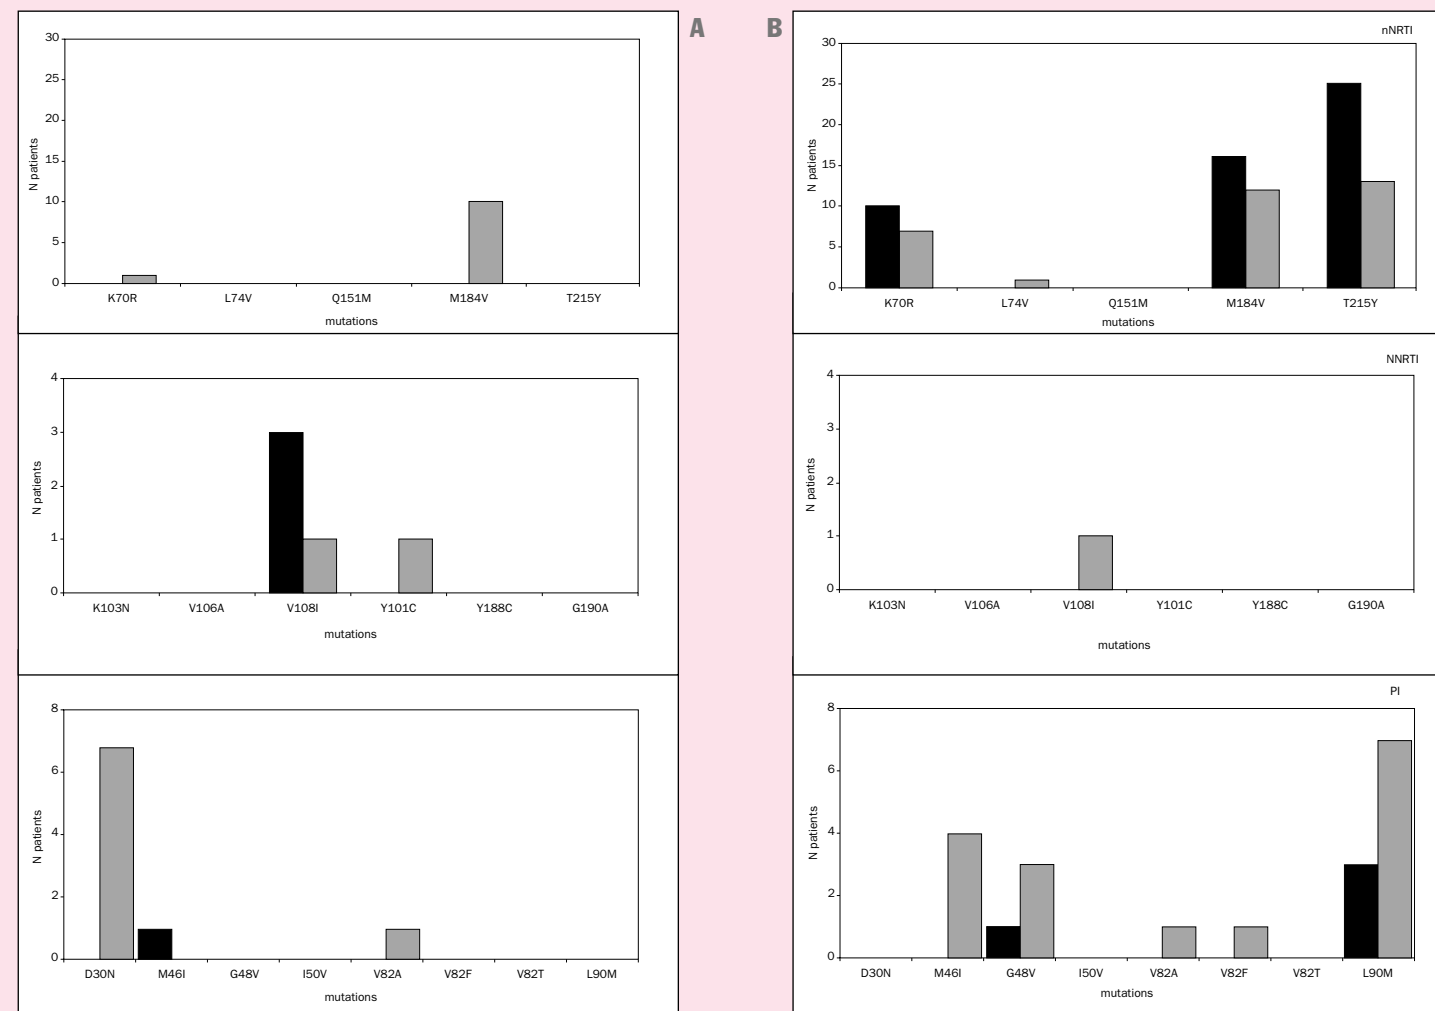 A
30
25
20
15
10
5
0
N patients
K70R L74V Q151M M184V T215Y
mutations
4
3
2
1
0
N patients
K103N V106A V108I Y101C Y188C G190A
mutations
8
6
4
2
0
N patients
D30N M46I G48V I50V V82A V82F V82T L90M
mutations
B
nNRTI
30
25
20
15
10
5
0
N patients
K70R L74V Q151M M184V T215Y
mutations
NNRTI
4
3
2
1
0
N patients
K103N V106A V108I Y101C Y188C G190A
mutations
PI
8
6
4
2
0
N patients
D30N M46I G48V I50V V82A V82F V82T L90M
mutations